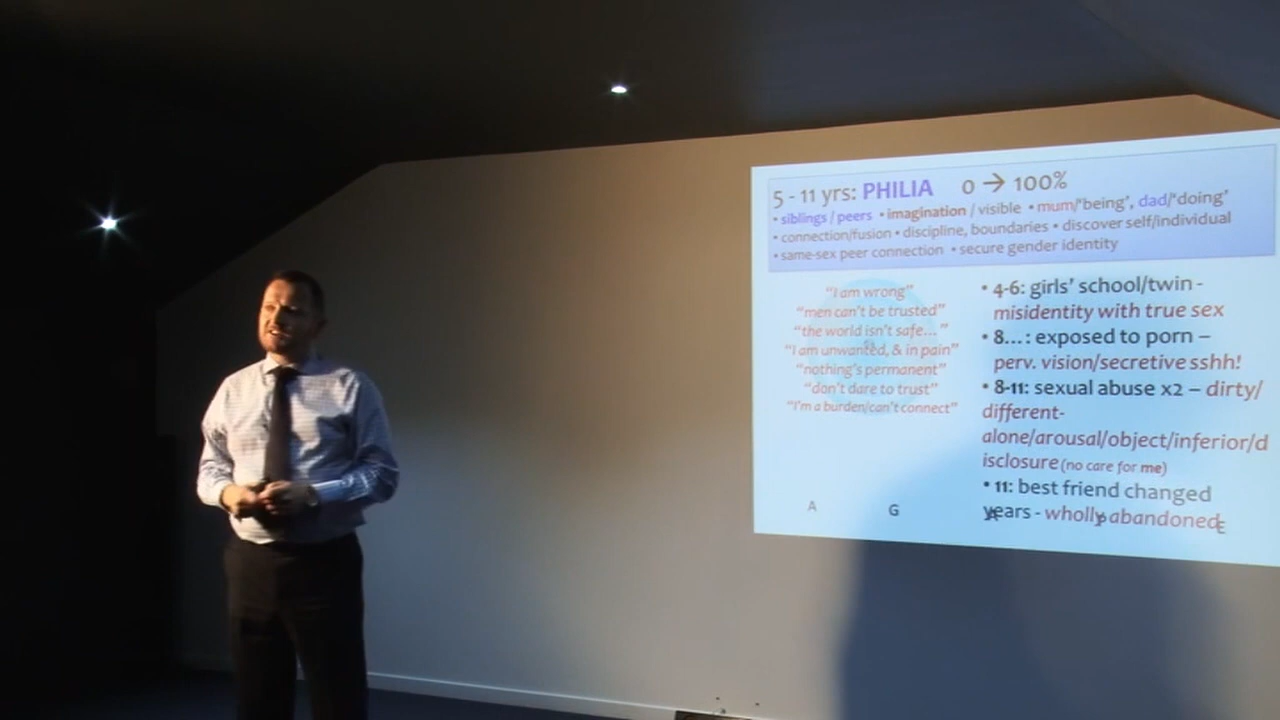 5 - 11 yrs: PHILIA 0 → 100%
• siblings / peers • imagination / visible • mum/'being', dad/'doing'
• connection/fusion • discipline, boundaries • discover self/individual
• same-sex peer connection • secure gender identity
"I am wrong"
"men can't be trusted"
"the world isn't safe..."
"I am unwanted, & in pain"
"nothing's permanent"
"don't dare to trust"
"I'm a burden/can't connect"
• 4-6: girls' school/twin -
misidentity with true sex
• 8...: exposed to porn –
perv. vision/secretive sshh!
• 8-11: sexual abuse x2 – dirty/
different-
alone/arousal/object/inferior/d
isclosure (no care for me)
• 11: best friend changed
years - wholly abandoned
A G A P E